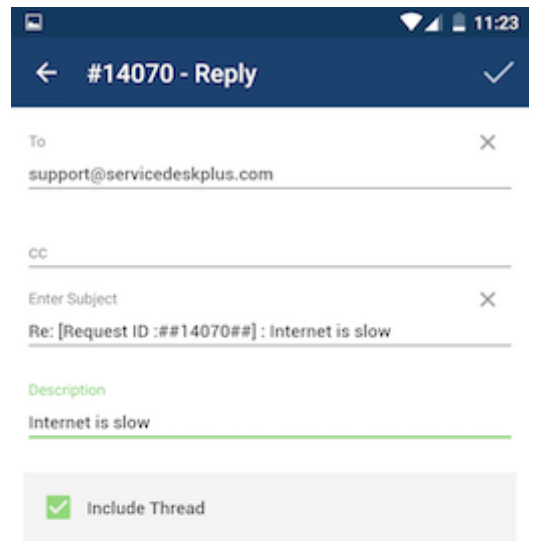 11:23
#14070 - Reply
To
support@servicedeskplus.com
cc
Enter Subject
Re: [Request ID :##14070##] : Internet is slow
Description
Internet is slow
Include Thread